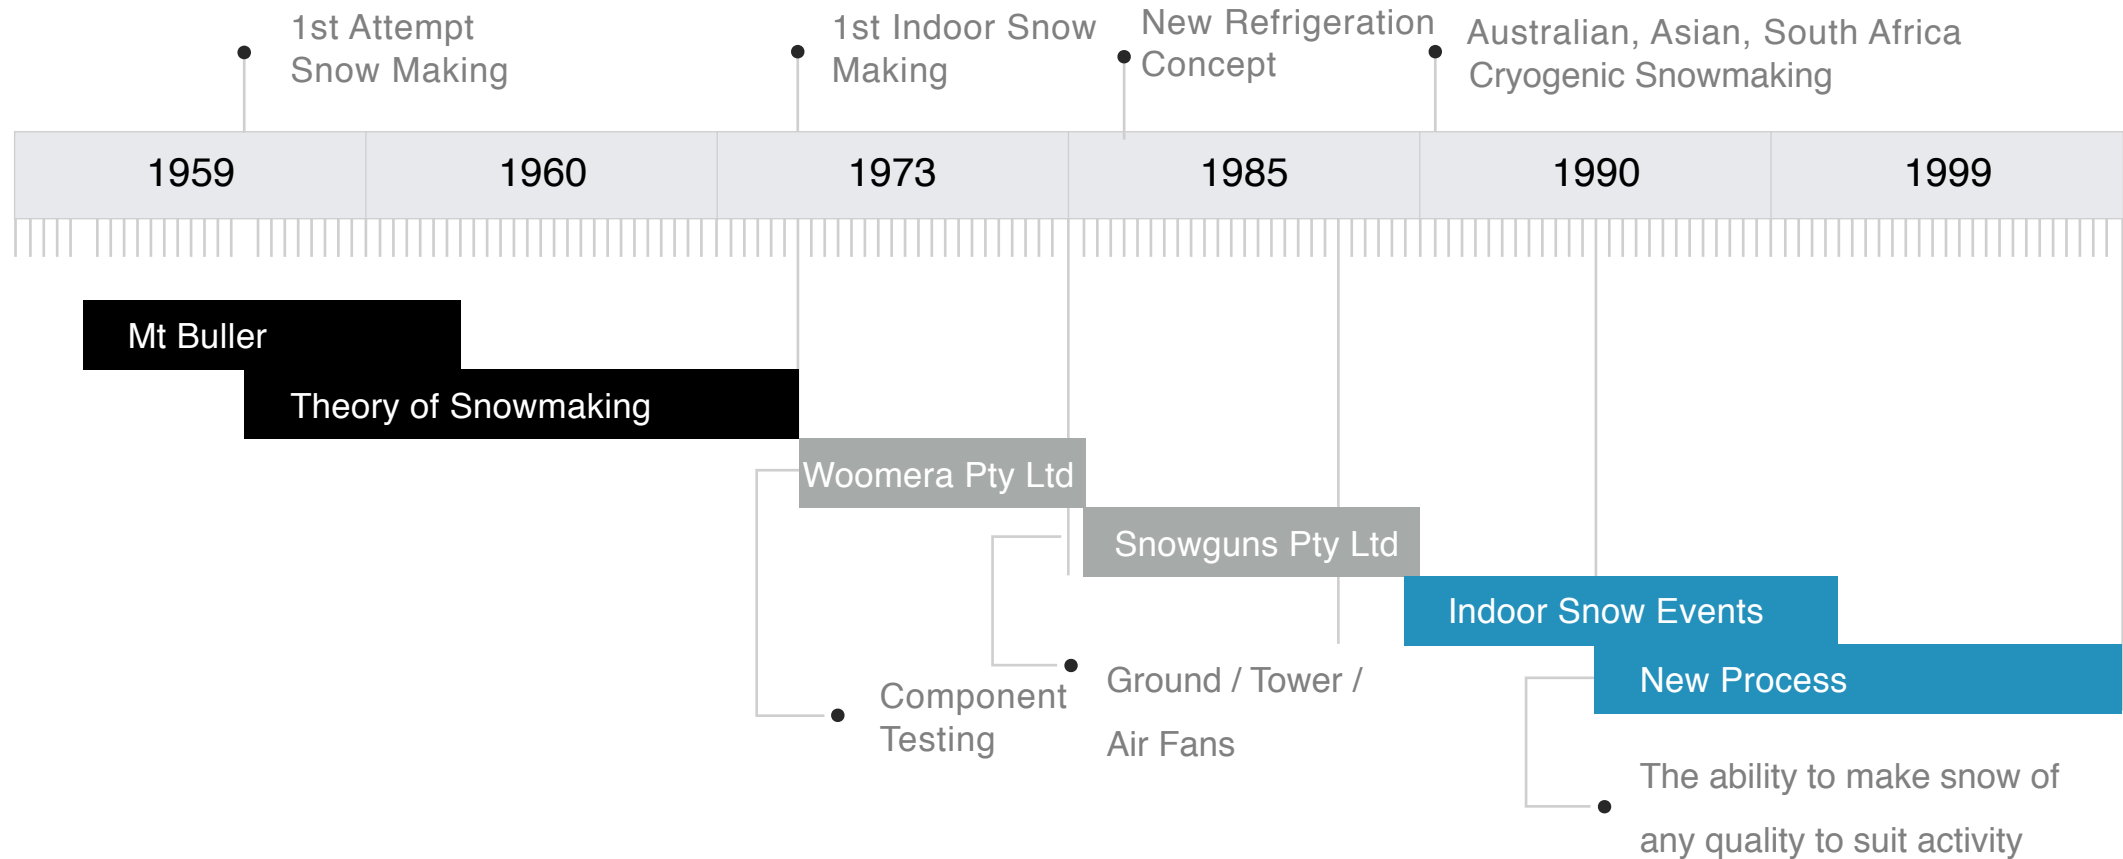 1st Attempt
Snow Making
1st Indoor Snow
Making
New Refrigeration
Concept
Australian, Asian, South Africa
Cryogenic Snowmaking
1959
1960
1973
1985
1990
1999
Mt Buller
Theory of Snowmaking
Woomera Pty Ltd
Snowguns Pty Ltd
Indoor Snow Events
New Process
Component
Testing
Ground / Tower /
Air Fans
The ability to make snow of
any quality to suit activity